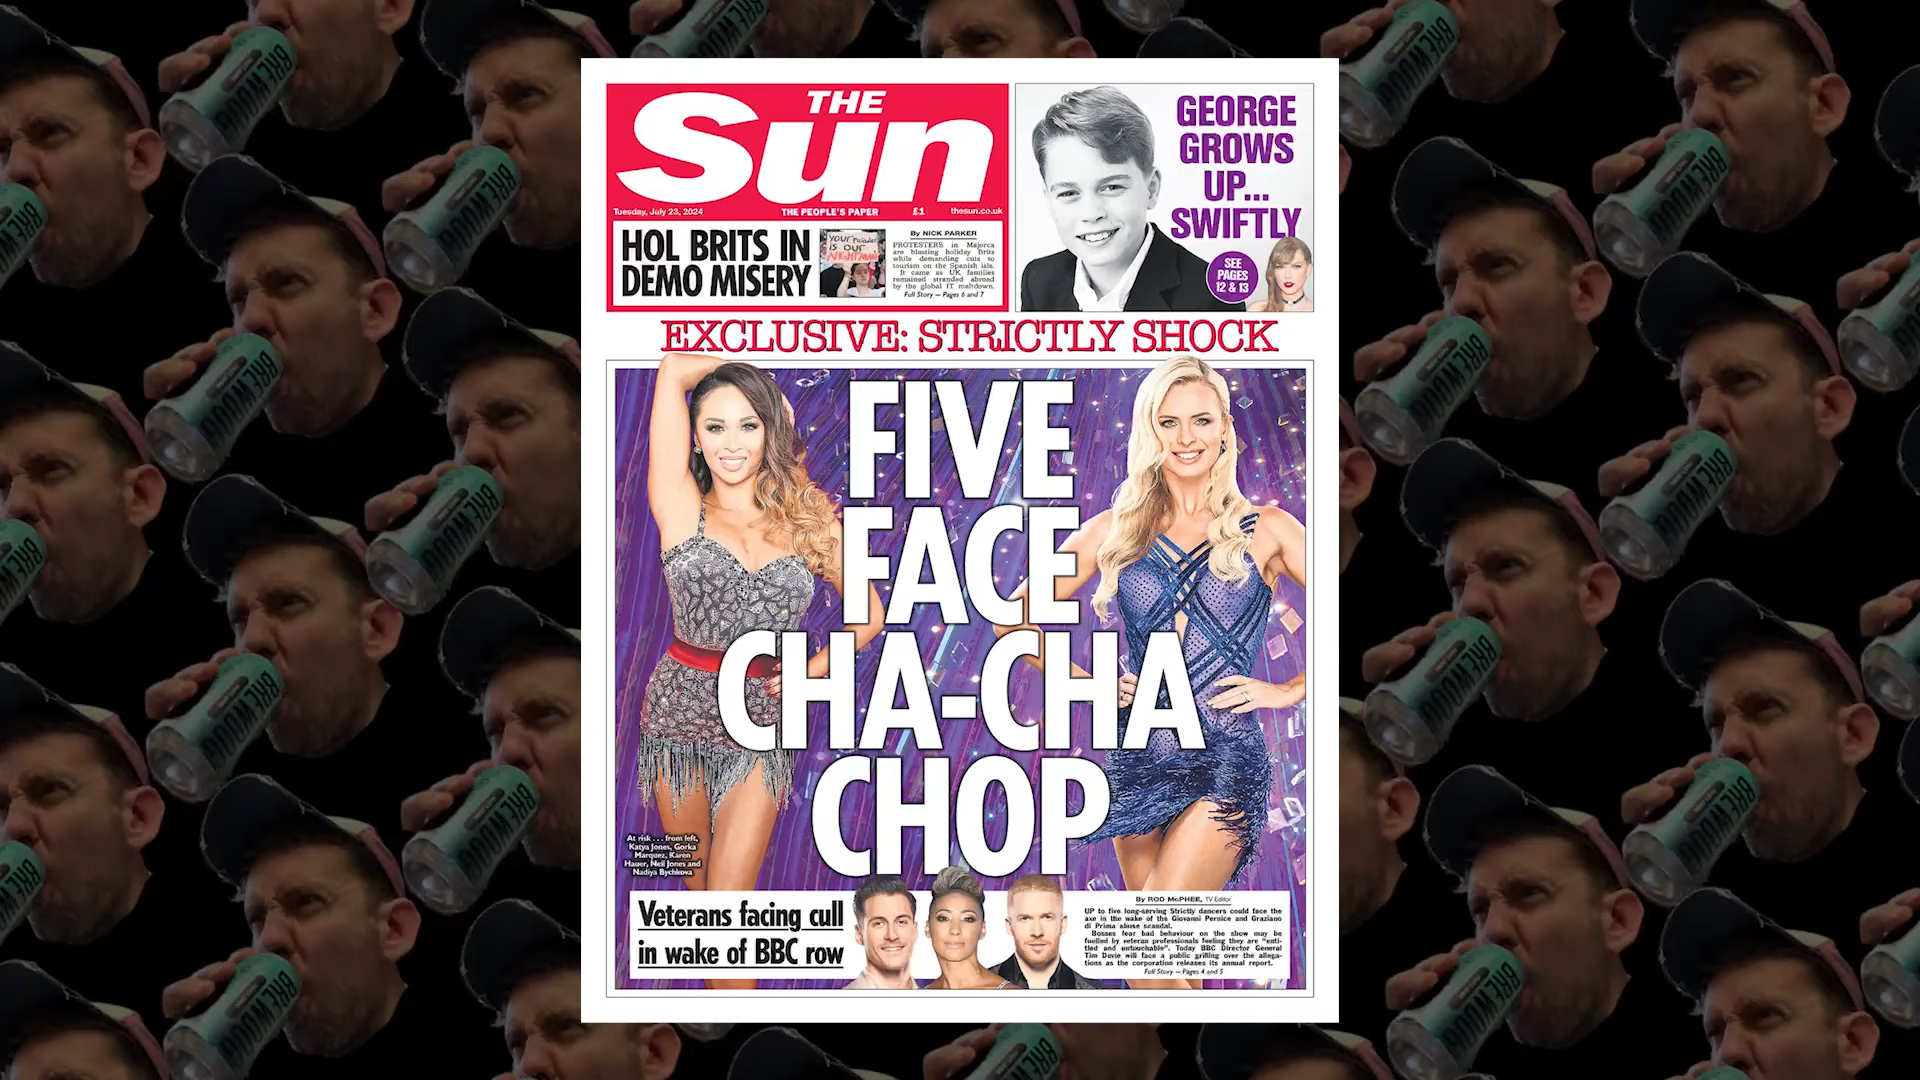 THE
Sun
Tuesday, July 23, 2024 THE PEOPLE'S PAPER £1 thesun.co.uk
HOL BRITS IN
DEMO MISERY
YOUR Paradise
IS OUR
NIGHTMARE
By NICK PARKER
PROTESTERS in Majorca
are blasting holiday Brits
while demanding cuts to
tourism on the Spanish isle.
It came as UK families
remained stranded abroad
by the global IT meltdown.
Full Story — Pages 6 and 7
GEORGE
GROWS
UP...
SWIFTLY
SEE
PAGES
12 & 13
EXCLUSIVE: STRICTLY SHOCK
FIVE
FACE
CHA-CHA
CHOP
At risk . . . from left,
Katya Jones, Gorka
Marquez, Karen
Hauer, Neil Jones and
Nadiya Bychkova
Veterans facing cull
in wake of BBC row
By ROD McPHEE, TV Editor
UP to five long-serving Strictly dancers could face the
axe in the wake of the Giovanni Pernice and Graziano
di Prima abuse scandal.
Bosses fear bad behaviour on the show may be
fuelled by veteran professionals feeling they are "enti-
tled and untouchable". Today BBC Director General
Tim Davie will face a public grilling over the allega-
tions as the corporation releases its annual report.
Full Story — Pages 4 and 5
BREWDOG